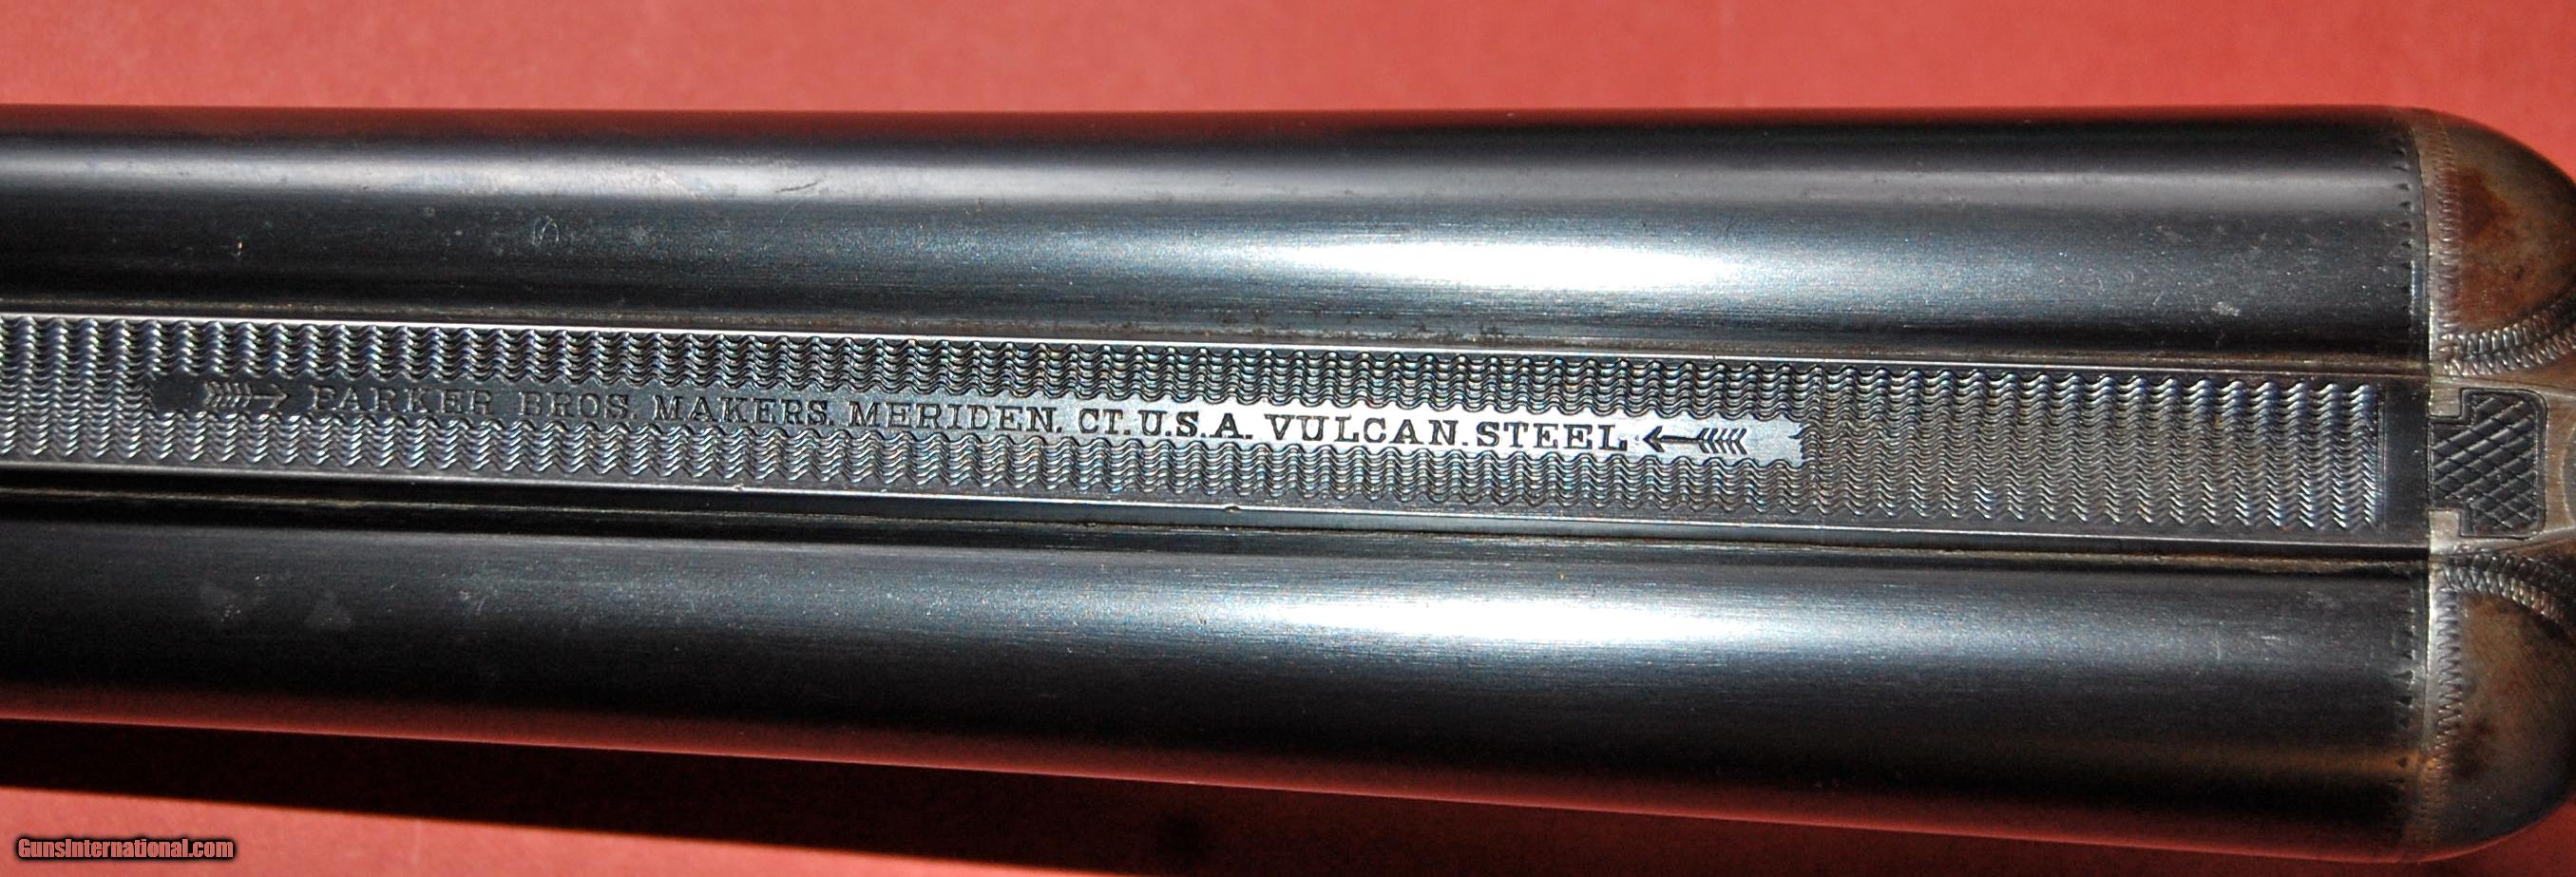 PARKER BROS. MAKERS. MERIDEN. CT. U.S.A. VULCAN. STEEL
GunsInternational.com